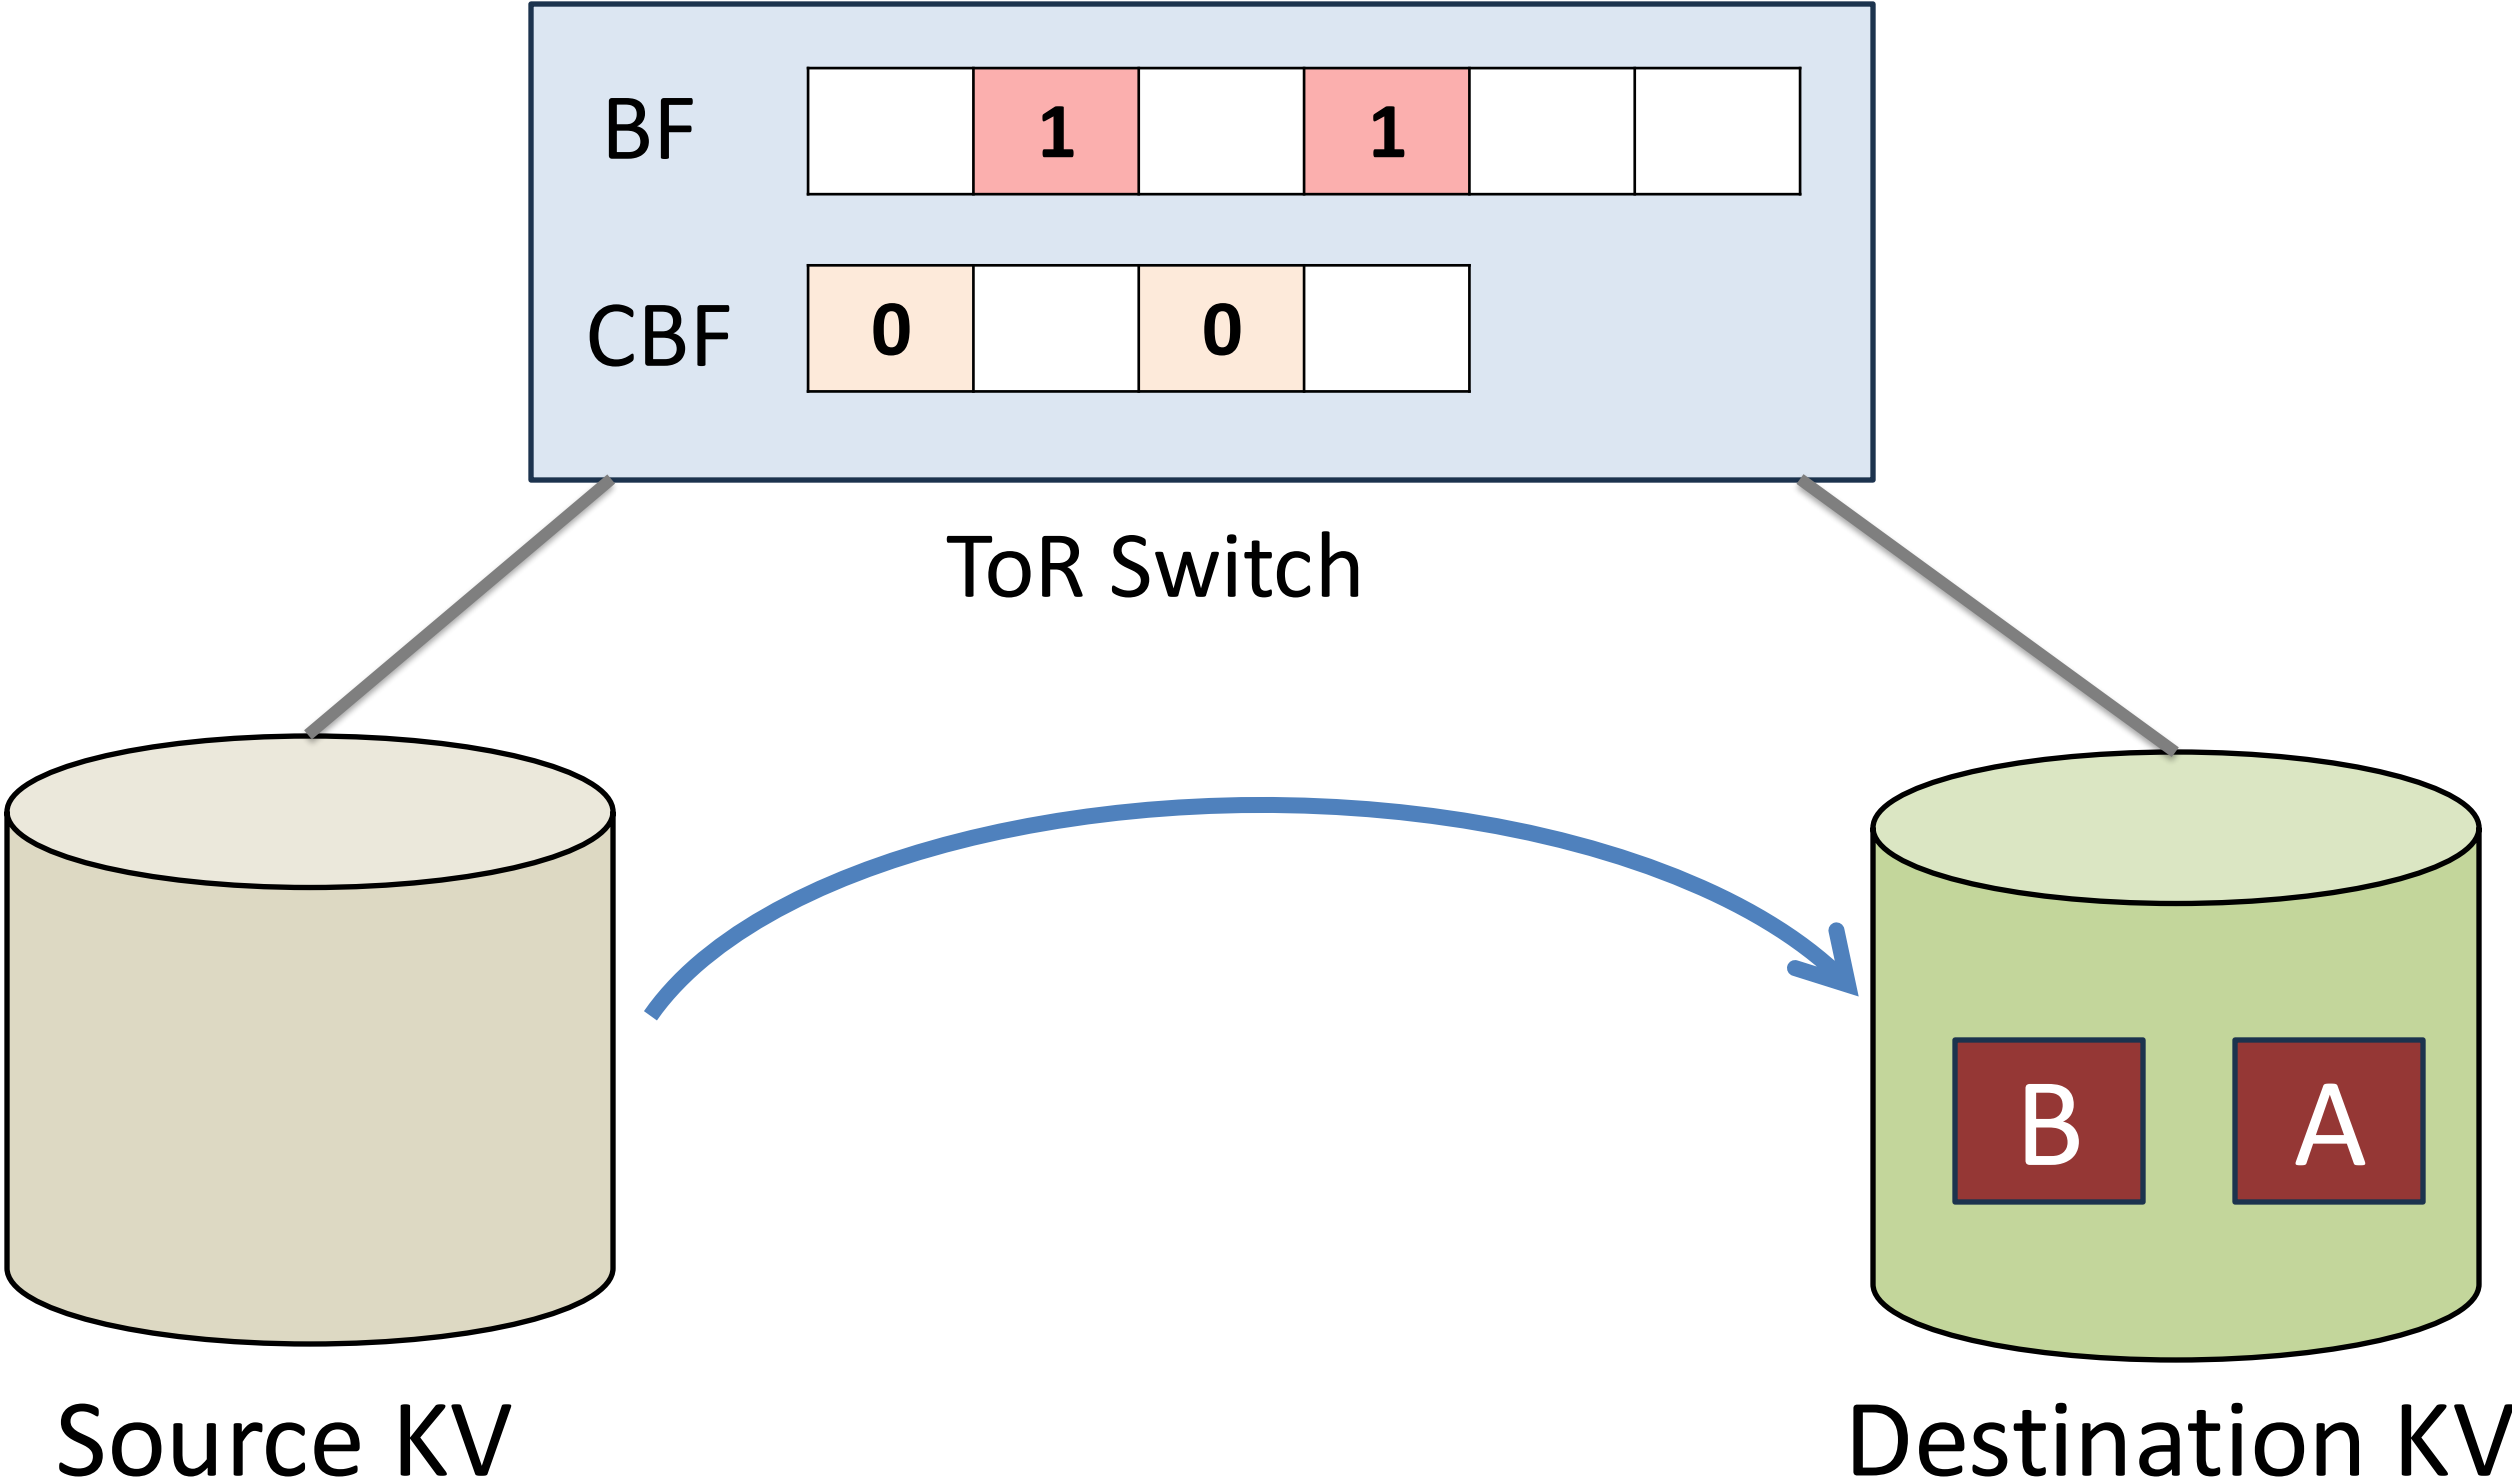 BF 1 1
CBF 0 0
ToR Switch
B A
Source KV Destination KV